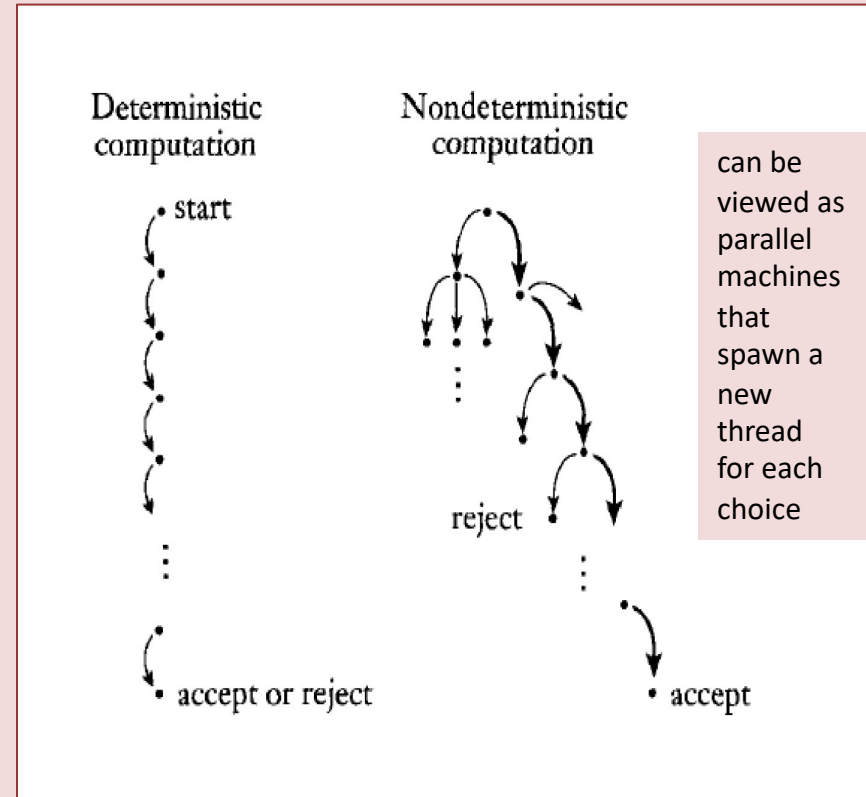 Deterministic
computation
Nondeterministic
computation
start
reject
accept or reject
accept
can be
viewed as
parallel
machines
that
spawn a
new
thread
for each
choice